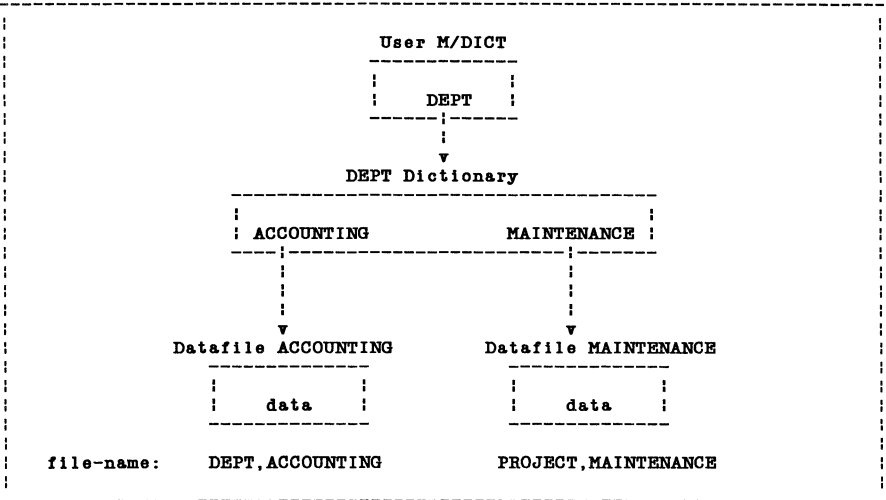 User M/DICT
DEPT
DEPT Dictionary
ACCOUNTING MAINTENANCE
Datafile ACCOUNTING Datafile MAINTENANCE
data data
file-name: DEPT,ACCOUNTING PROJECT,MAINTENANCE